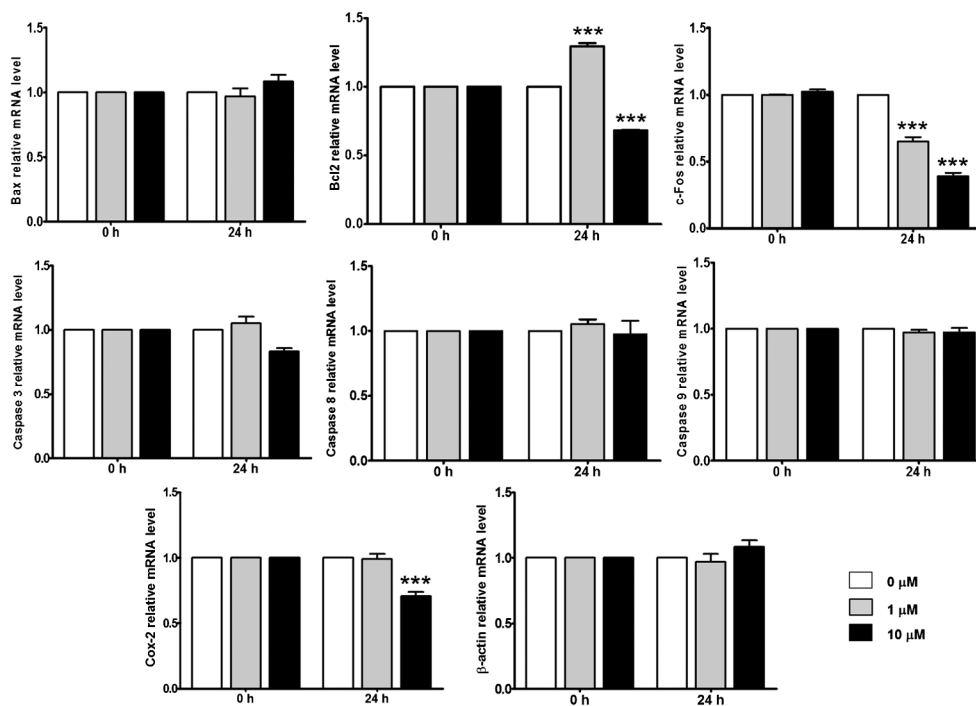 Bax relative mRNA level
1.5
1.0
0.5
0.0
0 h
24 h
Bcl2 relative mRNA level
1.5
1.0
0.5
0.0
***
***
0 h
24 h
c-Fos relative mRNA level
1.5
1.0
0.5
0.0
***
***
0 h
24 h
Caspase 3 relative mRNA level
1.5
1.0
0.5
0.0
0 h
24 h
Caspase 8 relative mRNA level
1.5
1.0
0.5
0.0
0 h
24 h
Caspase 9 relative mRNA level
1.5
1.0
0.5
0.0
0 h
24 h
Cox-2 relative mRNA level
1.5
1.0
0.5
0.0
***
0 h
24 h
β-actin relative mRNA level
1.5
1.0
0.5
0.0
0 h
24 h
0 μM
1 μM
10 μM